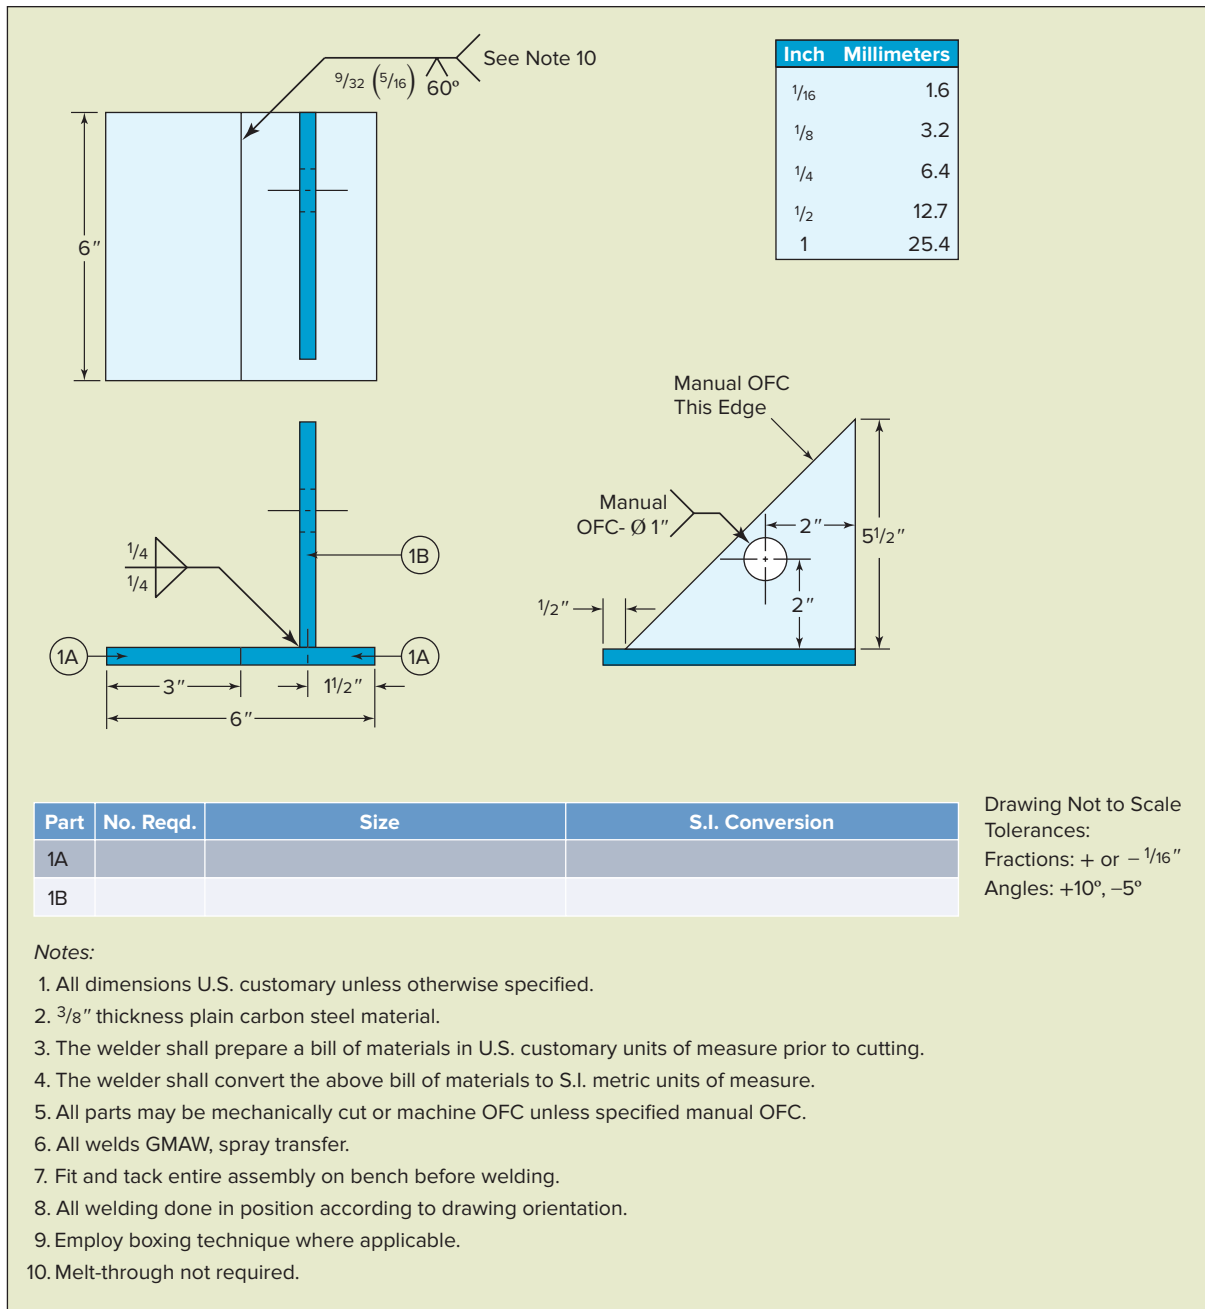 See Note 10
9/32 (5/16) 60º
6″
Inch Millimeters
1/16 1.6
1/8 3.2
1/4 6.4
1/2 12.7
1 25.4
Manual OFC
This Edge
Manual
OFC- Ø 1″
2″
5 1/2″
2″
1/2″
1/4
1/4
1B
1A
1A
3″
1 1/2″
6″
Part No. Reqd. Size S.I. Conversion
1A
1B
Drawing Not to Scale
Tolerances:
Fractions: + or – 1/16″
Angles: +10º, –5º
Notes:
1. All dimensions U.S. customary unless otherwise specified.
2. 3/8″ thickness plain carbon steel material.
3. The welder shall prepare a bill of materials in U.S. customary units of measure prior to cutting.
4. The welder shall convert the above bill of materials to S.I. metric units of measure.
5. All parts may be mechanically cut or machine OFC unless specified manual OFC.
6. All welds GMAW, spray transfer.
7. Fit and tack entire assembly on bench before welding.
8. All welding done in position according to drawing orientation.
9. Employ boxing technique where applicable.
10. Melt-through not required.